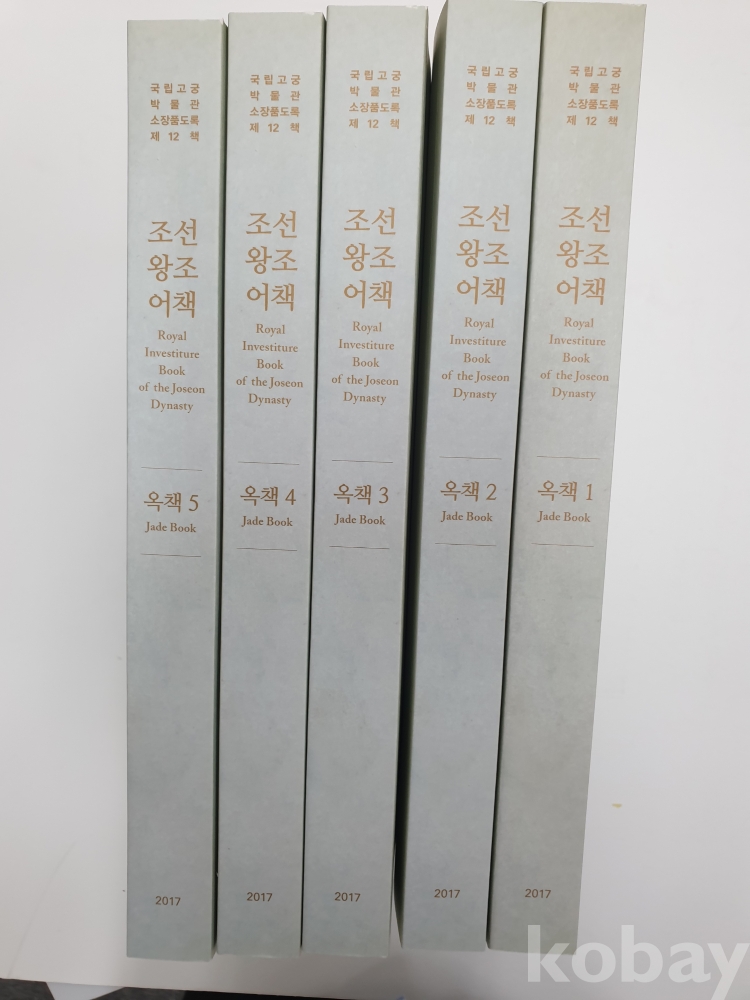 국립고궁
박물관
소장품도록
제 12 책
조선
왕조
어책
Royal
Investiture
Book
of the Joseon
Dynasty
옥책 5
Jade Book
2017
국립고궁
박물관
소장품도록
제 12 책
조선
왕조
어책
Royal
Investiture
Book
of the Joseon
Dynasty
옥책 4
Jade Book
2017
국립고궁
박물관
소장품도록
제 12 책
조선
왕조
어책
Royal
Investiture
Book
of the Joseon
Dynasty
옥책 3
Jade Book
2017
국립고궁
박물관
소장품도록
제 12 책
조선
왕조
어책
Royal
Investiture
Book
of the Joseon
Dynasty
옥책 2
Jade Book
2017
국립고궁
박물관
소장품도록
제 12 책
조선
왕조
어책
Royal
Investiture
Book
of the Joseon
Dynasty
옥책 1
Jade Book
2017
kobay